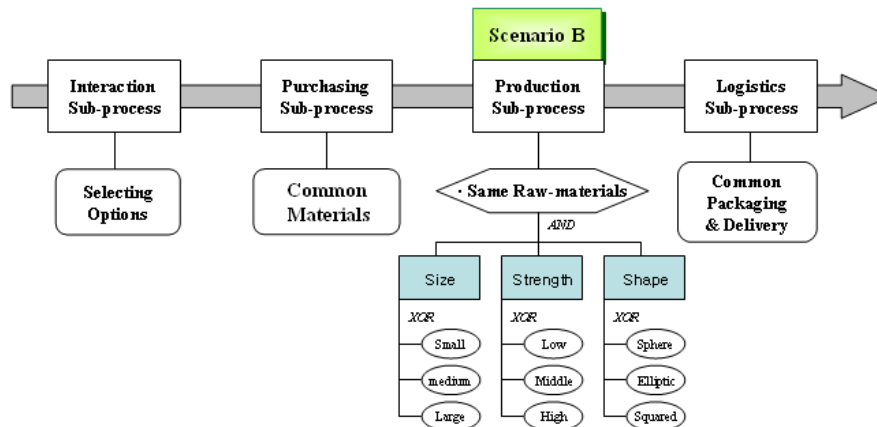 Scenario B
Interaction
Sub-process
Purchasing
Sub-process
Production
Sub-process
Logistics
Sub-process
Selecting
Options
Common
Materials
· Same Raw-materials
Common
Packaging
& Delivery
AND
Size
Strength
Shape
XOR
XOR
XOR
Small
Low
Sphere
medium
Middle
Elliptic
Large
High
Squared